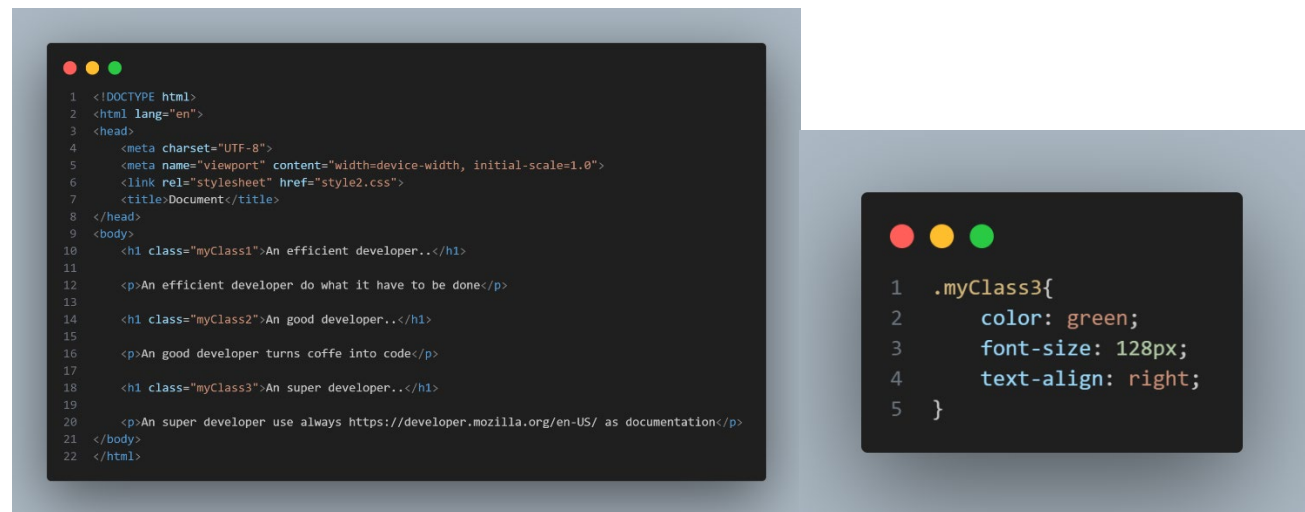 1 <!DOCTYPE html>
2 <html lang="en">
3 <head>
4     <meta charset="UTF-8">
5     <meta name="viewport" content="width=device-width, initial-scale=1.0">
6     <link rel="stylesheet" href="style2.css">
7     <title>Document</title>
8 </head>
9 <body>
10     <h1 class="myClass1">An efficient developer..</h1>
11
12     <p>An efficient developer do what it have to be done</p>
13
14     <h1 class="myClass2">An good developer..</h1>
15
16     <p>An good developer turns coffe into code</p>
17
18     <h1 class="myClass3">An super developer..</h1>
19
20     <p>An super developer use always https://developer.mozilla.org/en-US/ as documentation</p>
21 </body>
22 </html>
1 .myClass3{
2     color: green;
3     font-size: 128px;
4     text-align: right;
5 }